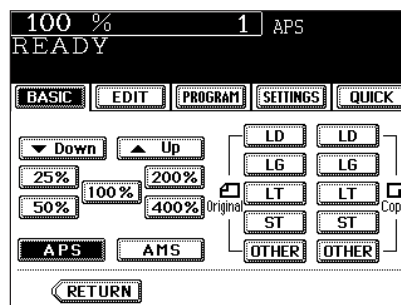 100 % 1 APS
READY
BASIC EDIT PROGRAM SETTINGS QUICK
Down Up
25% 200%
100%
50% 400%
APS AMS
Original
LD LD
LG LG
LT LT
ST ST
OTHER OTHER
Cop
RETURN